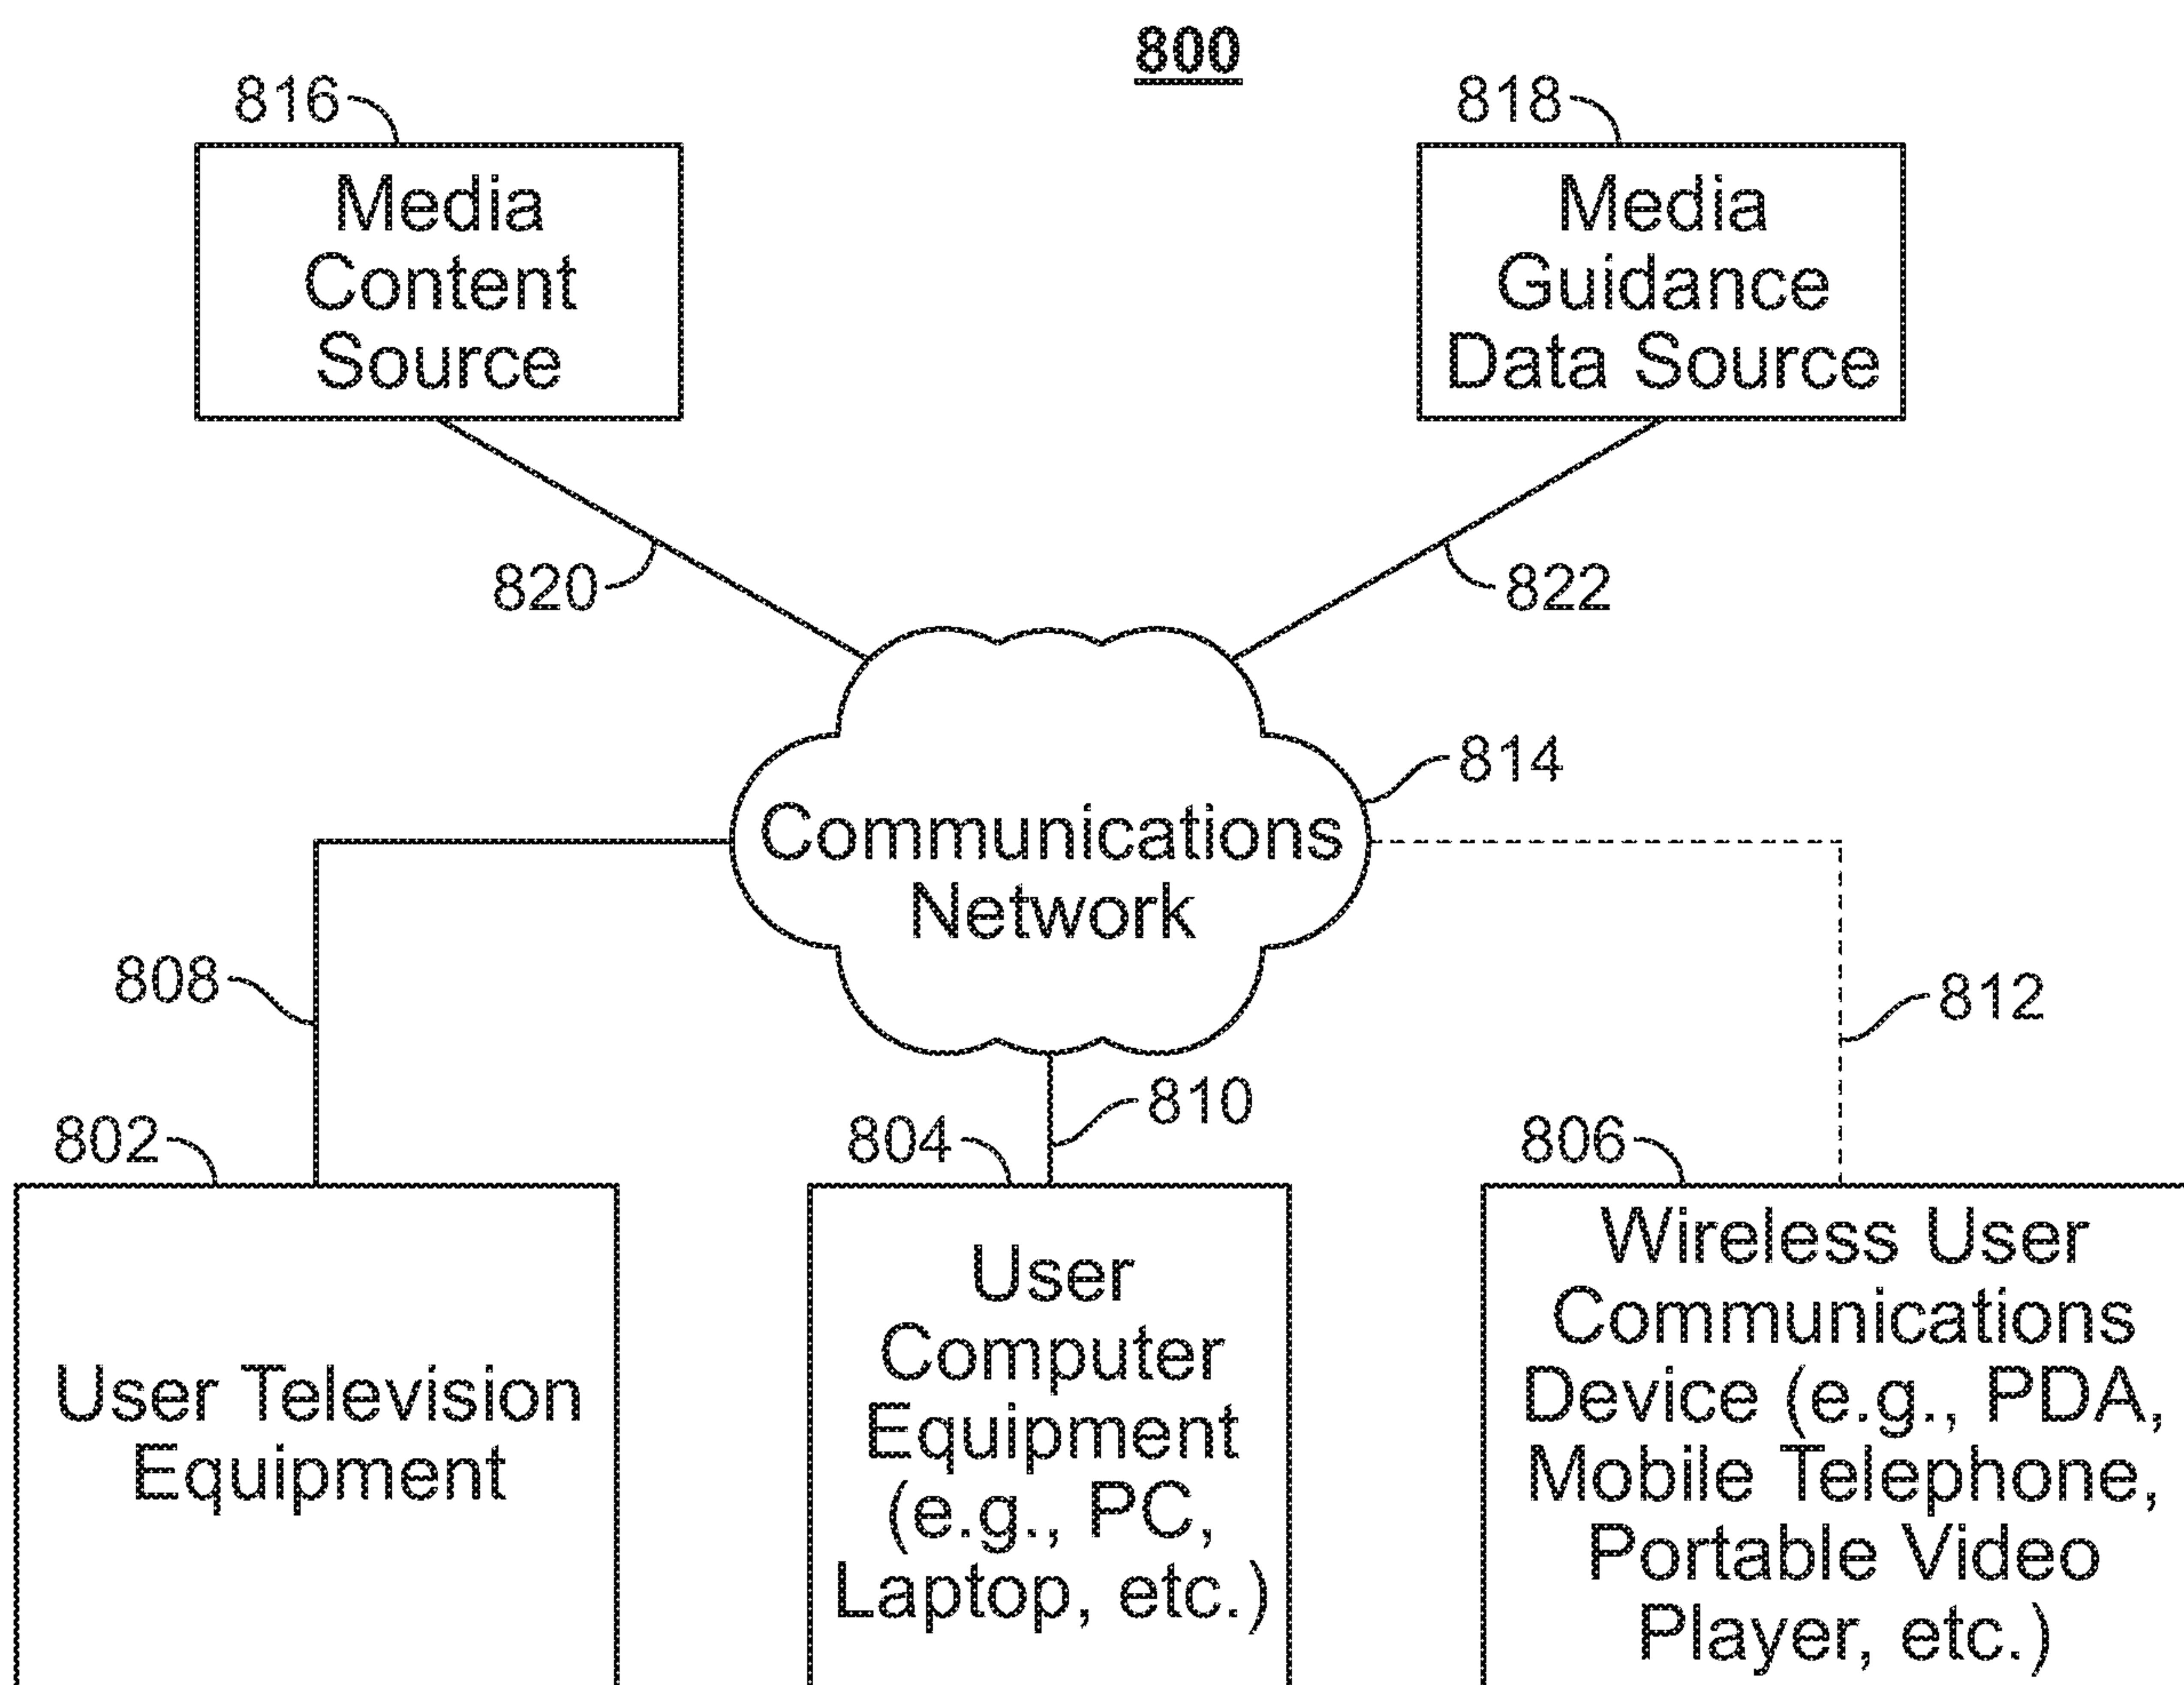 800
816
818
Media
Content
Source
Media
Guidance
Data Source
820
822
814
Communications
Network
808
812
810
802
804
806
User Television
Equipment
User
Computer
Equipment
(e.g., PC,
Laptop, etc.)
Wireless User
Communications
Device (e.g., PDA,
Mobile Telephone,
Portable Video
Player, etc.)